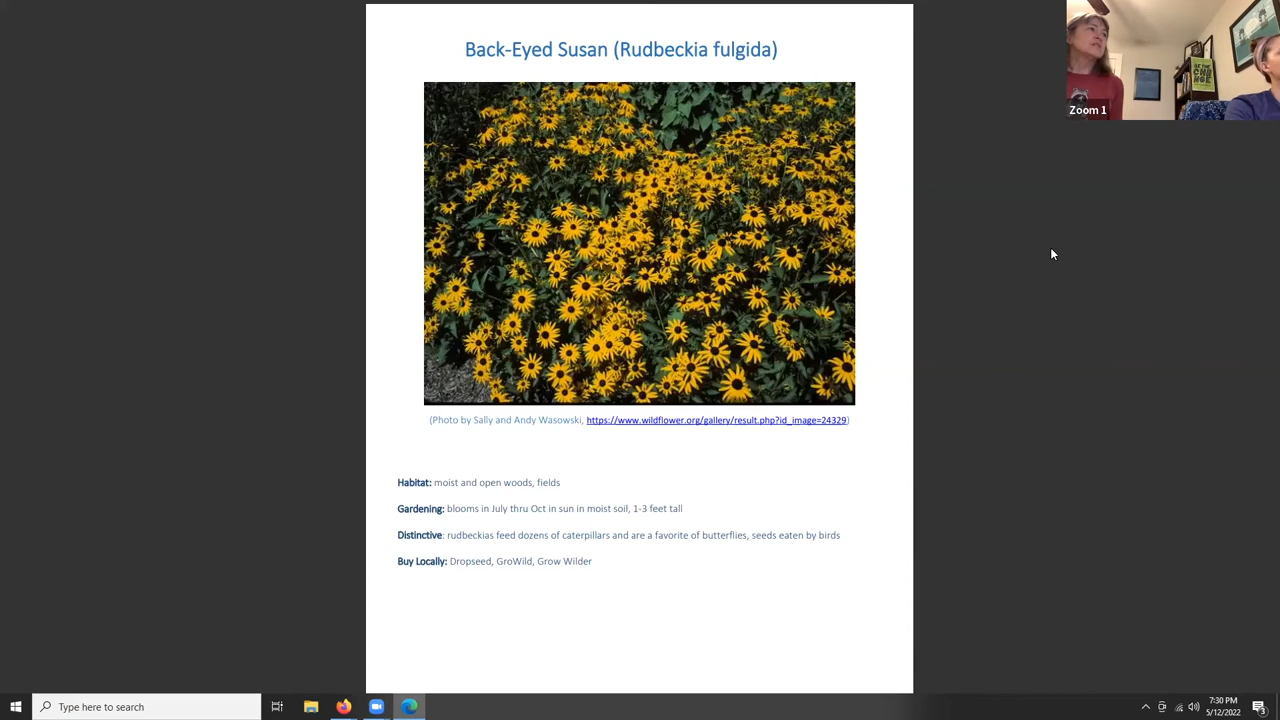 Back-Eyed Susan (Rudbeckia fulgida)
Zoom 1
(Photo by Sally and Andy Wasowski, https://www.wildflower.org/gallery/result.php?id_image=24329)
Habitat: moist and open woods, fields
Gardening: blooms in July thru Oct in sun in moist soil, 1-3 feet tall
Distinctive: rudbeckias feed dozens of caterpillars and are a favorite of butterflies, seeds eaten by birds
Buy Locally: Dropseed, GroWild, Grow Wilder
Type here to search
7:30 PM
5/12/2022